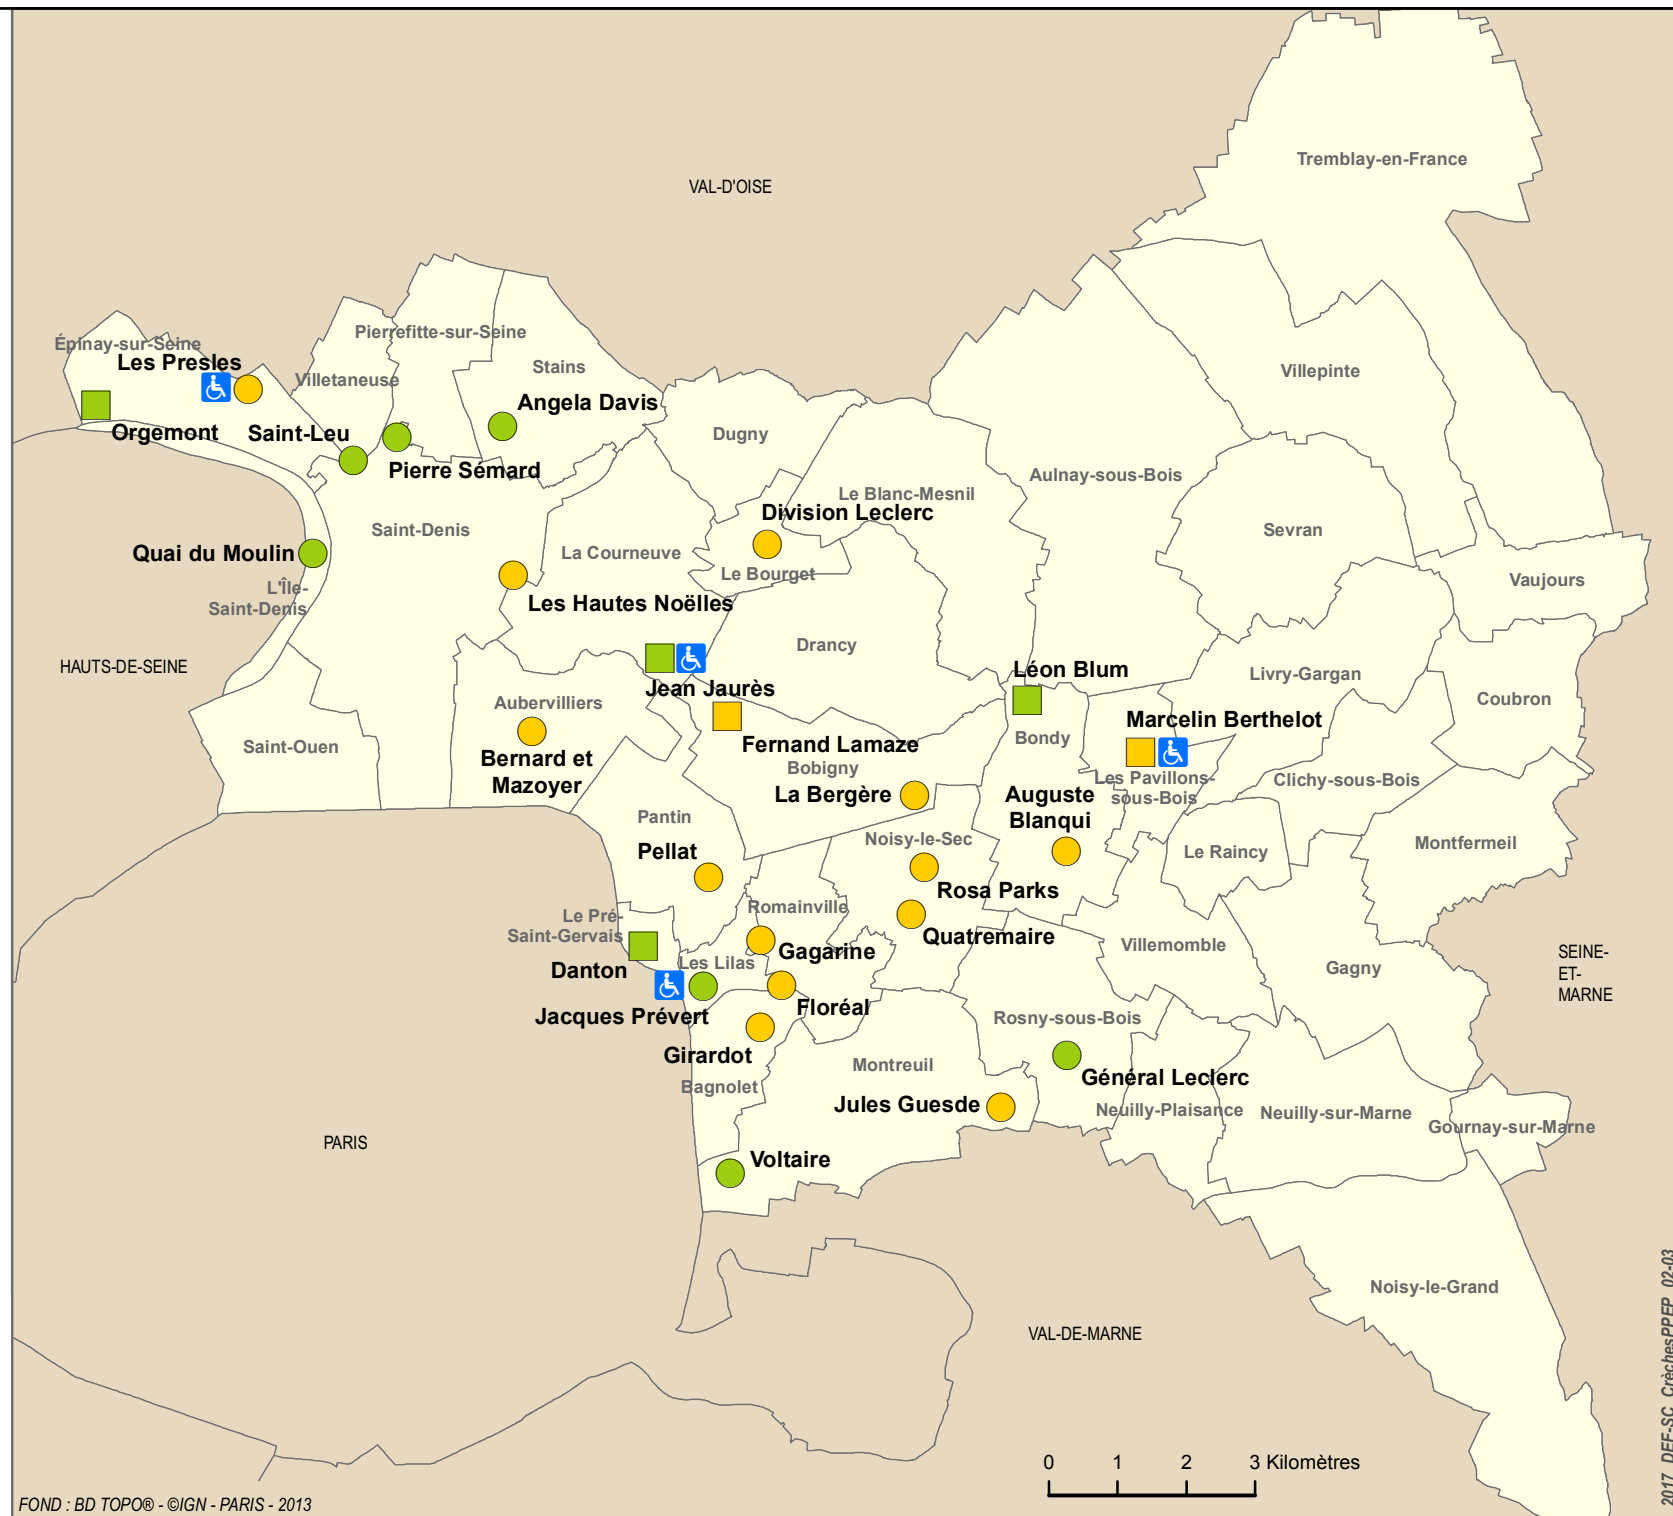 Tremblay-en-France
VAL-D'OISE
Pierrefitte-sur-Seine
Épinay-sur-Seine
Les Presles
Stains
Villepinte
Villetaneuse
Angela Davis
Orgemont
Saint-Leu
Dugny
Pierre Sémard
Aulnay-sous-Bois
Le Blanc-Mesnil
Division Leclerc
Saint-Denis
Sevran
Quai du Moulin
La Courneuve
Le Bourget
Vaujours
L'Île-
Saint-Denis
Les Hautes Noëlles
Drancy
HAUTS-DE-SEINE
Léon Blum
Livry-Gargan
Jean Jaurès
Coubron
Aubervilliers
Marcelin Berthelot
Saint-Ouen
Fernand Lamaze
Bondy
Bernard et
Mazoyer
Bobigny
Les Pavillons-
sous-Bois
Clichy-sous-Bois
La Bergère
Auguste
Blanqui
Pantin
Noisy-le-Sec
Montfermeil
Pellat
Le Raincy
Rosa Parks
Romainville
Le Pré-
Saint-Gervais
Quatremaire
Villemomble
Gagarine
SEINE-
ET-
MARNE
Les Lilas
Danton
Gagny
Floréal
Jacques Prévert
Rosny-sous-Bois
Girardot
Montreuil
Général Leclerc
Bagnolet
Jules Guesde
Neuilly-Plaisance
Neuilly-sur-Marne
Gournay-sur-Marne
PARIS
Voltaire
Noisy-le-Grand
VAL-DE-MARNE
0 1 2 3 Kilomètres
FOND : BD TOPO® - ©IGN - PARIS - 2013
2017_DEF-SC_CrèchesPPEP_02-03